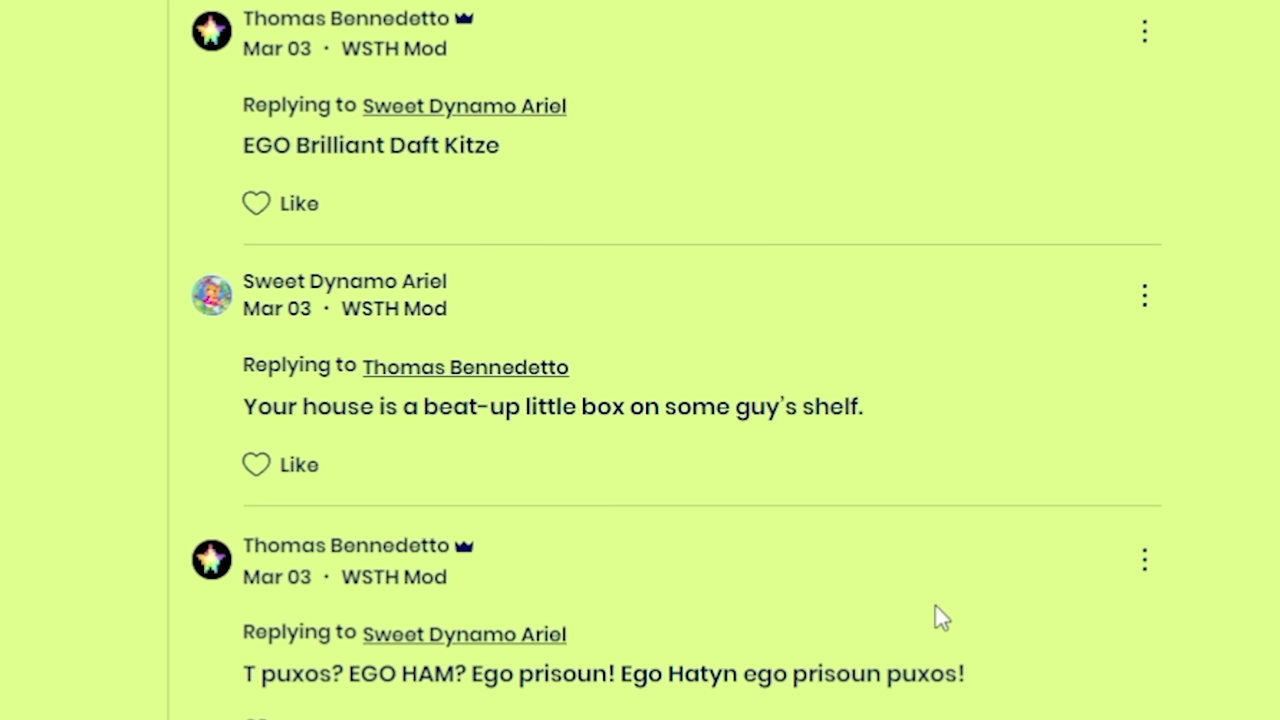 Thomas Bennedetto
Mar 03 · WSTH Mod
Replying to Sweet Dynamo Ariel
EGO Brilliant Daft Kitze
Like
Sweet Dynamo Ariel
Mar 03 · WSTH Mod
Replying to Thomas Bennedetto
Your house is a beat-up little box on some guy’s shelf.
Like
Thomas Bennedetto
Mar 03 · WSTH Mod
Replying to Sweet Dynamo Ariel
T puxos? EGO HAM? Ego prisoun! Ego Hatyn ego prisoun puxos!